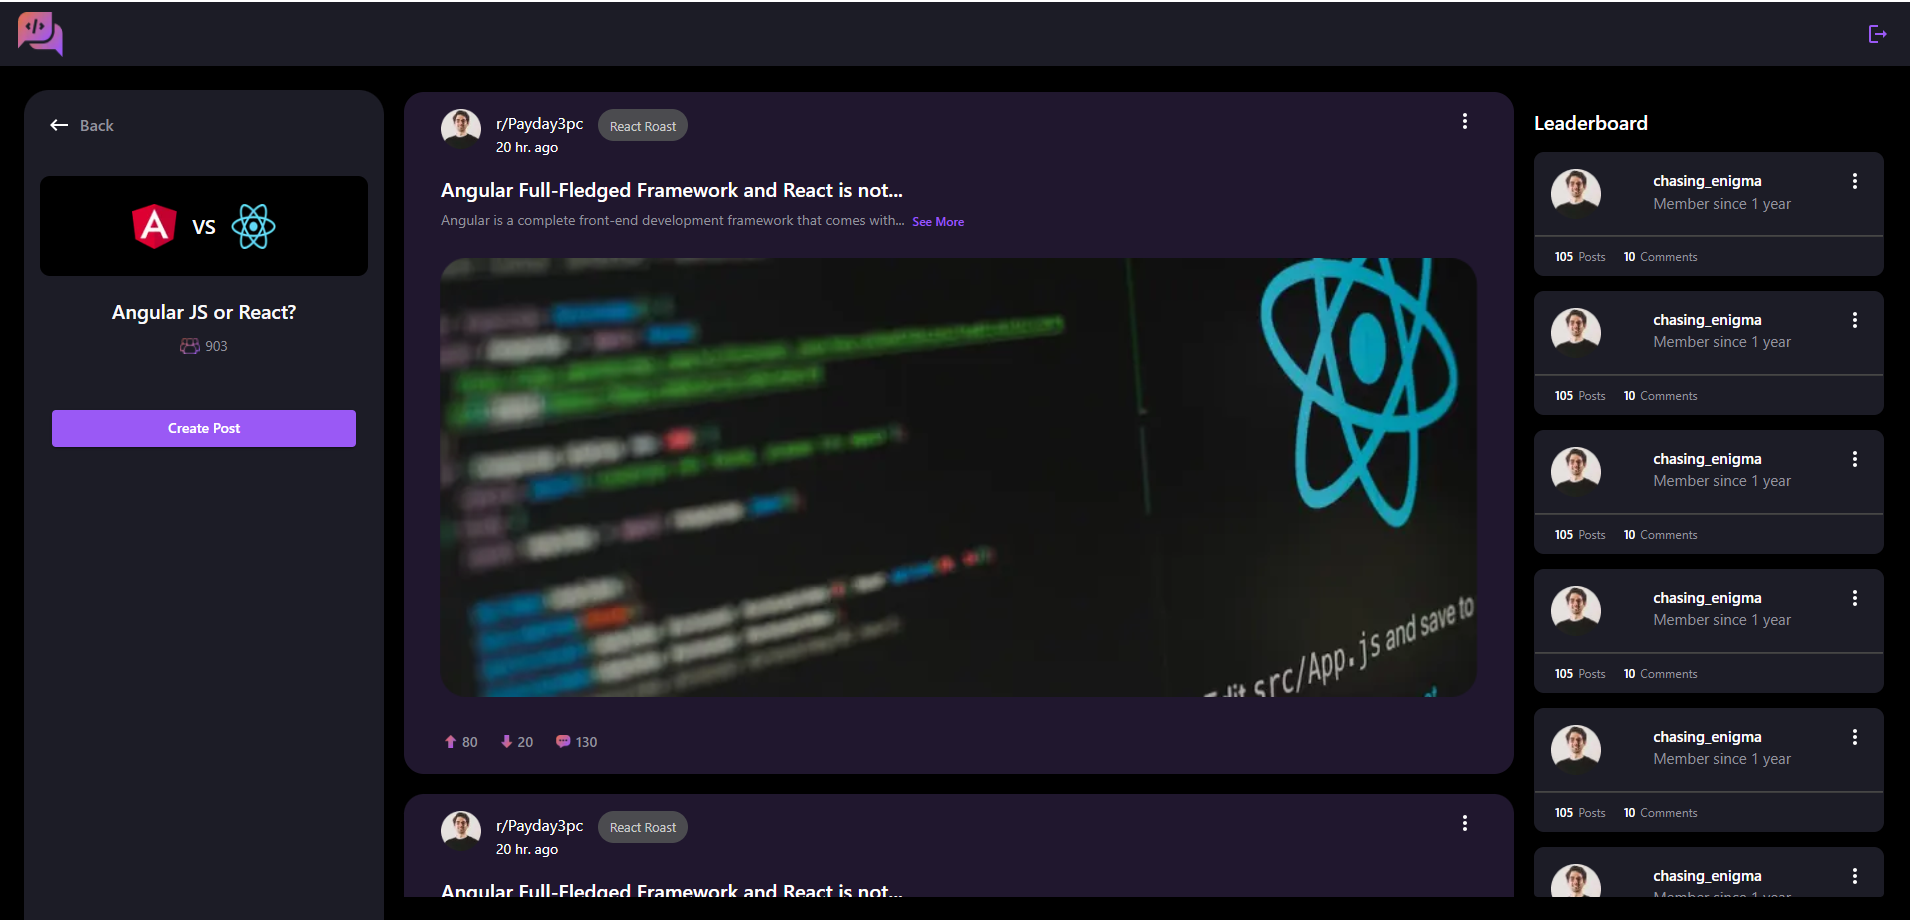 </>
Back
VS
Angular JS or React?
903
Create Post
r/Payday3pc React Roast
20 hr. ago
Angular Full-Fledged Framework and React is not...
Angular is a complete front-end development framework that comes with... See More
src/App.js and save to
80 20 130
r/Payday3pc React Roast
20 hr. ago
Angular Full-Fledged Framework and React is not...
Leaderboard
chasing_enigma
Member since 1 year
105 Posts 10 Comments
chasing_enigma
Member since 1 year
105 Posts 10 Comments
chasing_enigma
Member since 1 year
105 Posts 10 Comments
chasing_enigma
Member since 1 year
105 Posts 10 Comments
chasing_enigma
Member since 1 year
105 Posts 10 Comments
chasing_enigma
Member since 1 year